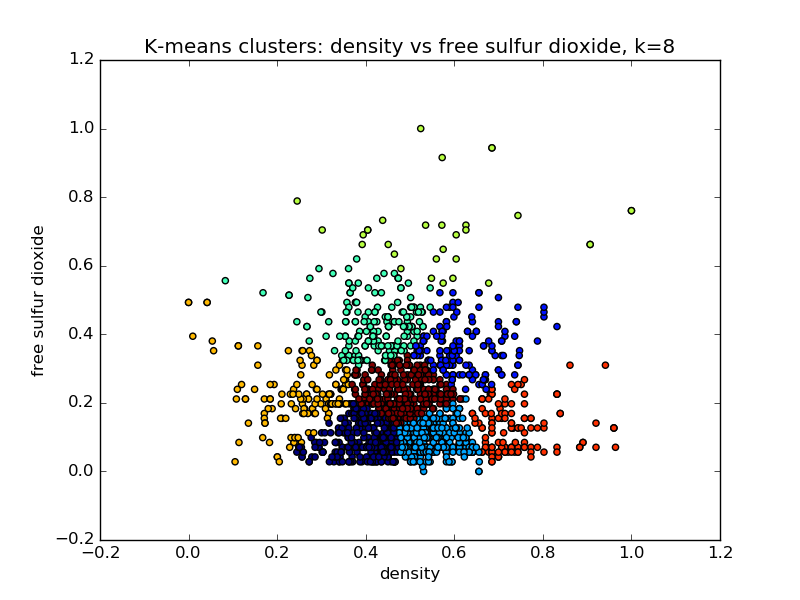 K-means clusters: density vs free sulfur dioxide, k=8
1.2
1.0
0.8
0.6
0.4
0.2
0.0
−0.2
free sulfur dioxide
−0.2 0.0 0.2 0.4 0.6 0.8 1.0 1.2
density